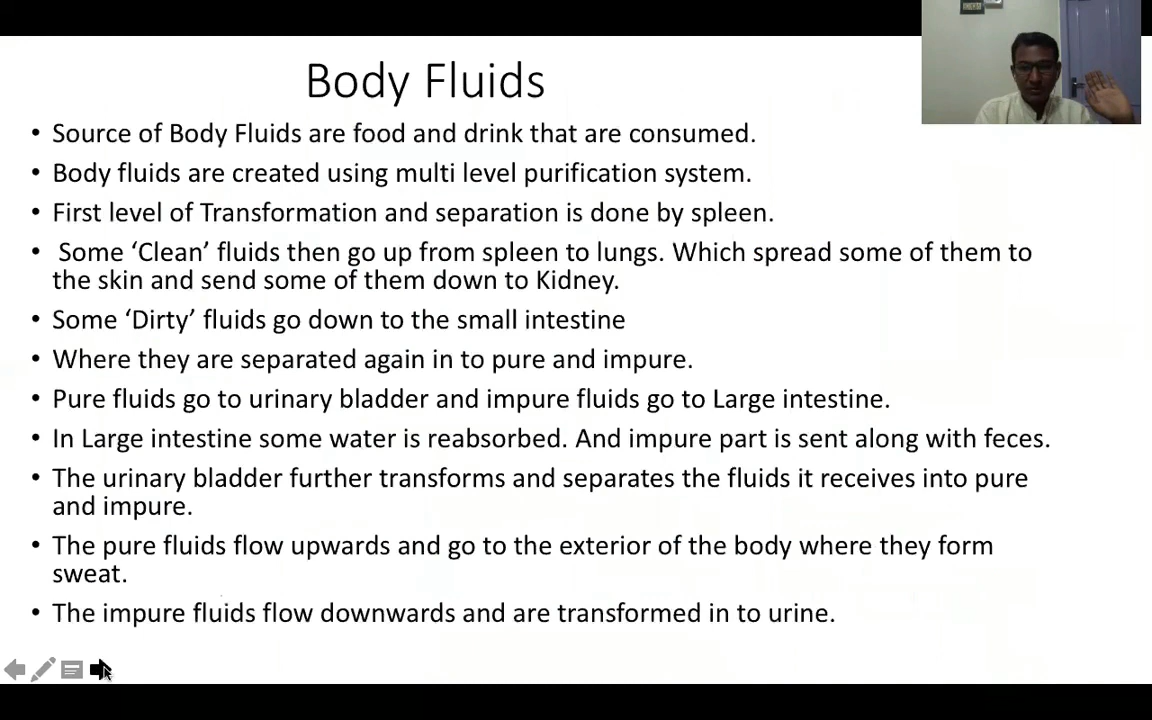 Body Fluids
• Source of Body Fluids are food and drink that are consumed.
• Body fluids are created using multi level purification system.
• First level of Transformation and separation is done by spleen.
• Some ‘Clean’ fluids then go up from spleen to lungs. Which spread some of them to
the skin and send some of them down to Kidney.
• Some ‘Dirty’ fluids go down to the small intestine
• Where they are separated again in to pure and impure.
• Pure fluids go to urinary bladder and impure fluids go to Large intestine.
• In Large intestine some water is reabsorbed. And impure part is sent along with feces.
• The urinary bladder further transforms and separates the fluids it receives into pure
and impure.
• The pure fluids flow upwards and go to the exterior of the body where they form
sweat.
• The impure fluids flow downwards and are transformed in to urine.